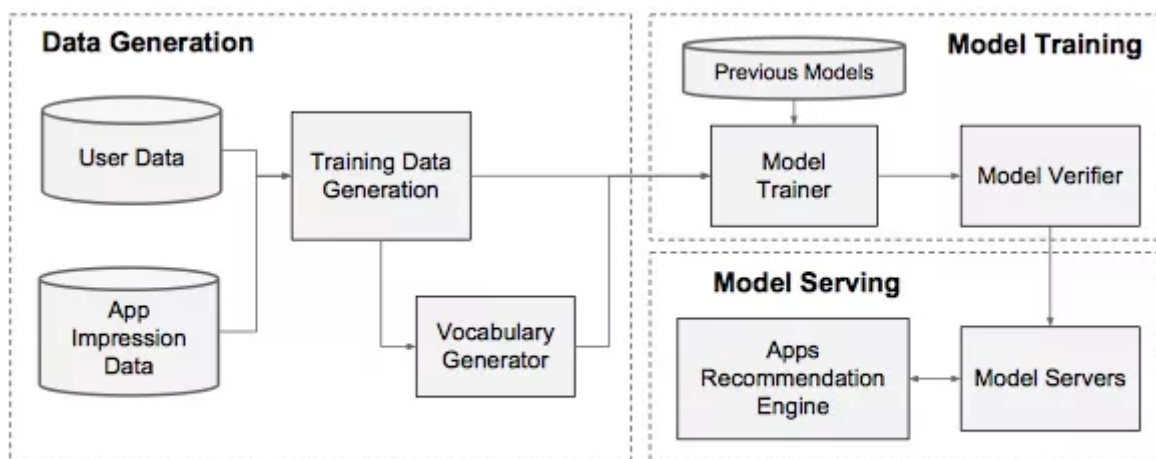 Data Generation
User Data
App
Impression
Data
Training Data
Generation
Vocabulary
Generator
Model Training
Previous Models
Model
Trainer
Model Verifier
Model Serving
Apps
Recommendation
Engine
Model Servers